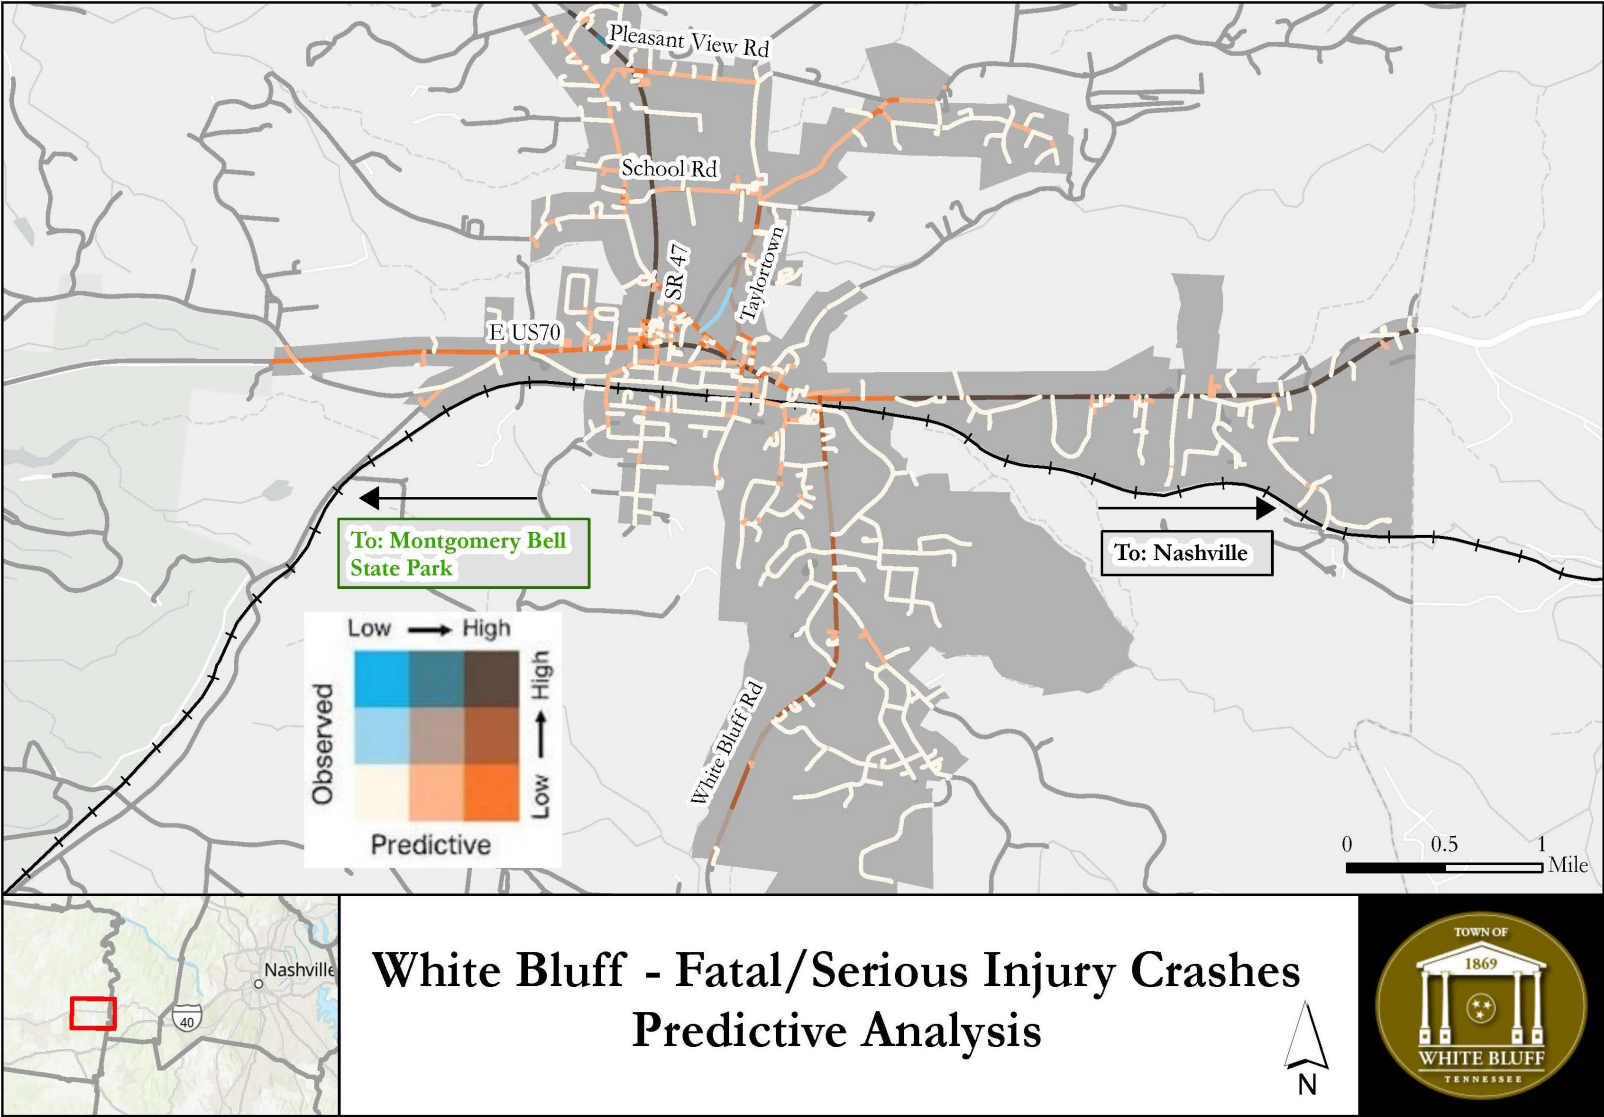 Pleasant View Rd
School Rd
SR 47
Taylortown
E US70
To: Montgomery Bell
State Park
To: Nashville
Low High
Observed
High
Low
Predictive
White Bluff Rd
0 0.5 1
Mile
Nashville
40
White Bluff - Fatal/Serious Injury Crashes
Predictive Analysis
N
TOWN OF
1869
WHITE BLUFF
TENNESSEE